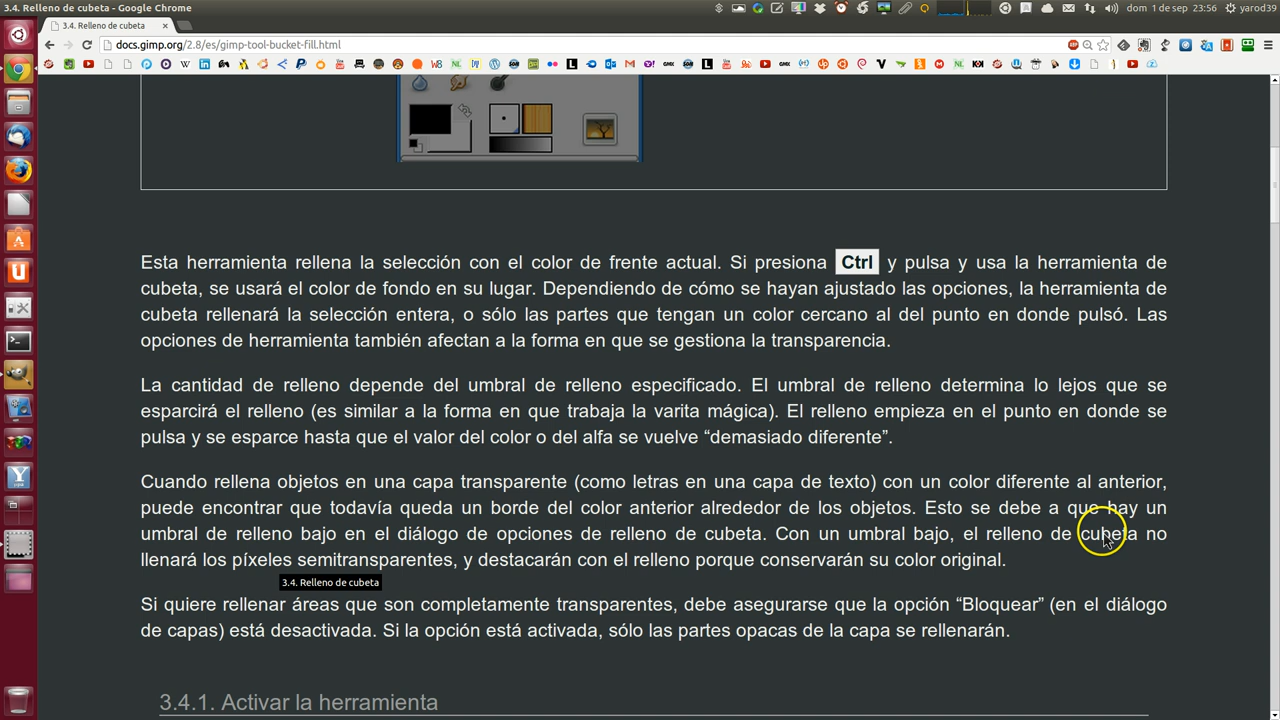 3.4. Relleno de cubeta - Google Chrome
dom 1 de sep 23:56 yarod39
3.4. Relleno de cubeta
docs.gimp.org/2.8/es/gimp-tool-bucket-fill.html
Esta herramienta rellena la selección con el color de frente actual. Si presiona Ctrl y pulsa y usa la herramienta de
cubeta, se usará el color de fondo en su lugar. Dependiendo de cómo se hayan ajustado las opciones, la herramienta de
cubeta rellenará la selección entera, o sólo las partes que tengan un color cercano al del punto en donde pulsó. Las
opciones de herramienta también afectan a la forma en que se gestiona la transparencia.
La cantidad de relleno depende del umbral de relleno especificado. El umbral de relleno determina lo lejos que se
esparcirá el relleno (es similar a la forma en que trabaja la varita mágica). El relleno empieza en el punto en donde se
pulsa y se esparce hasta que el valor del color o del alfa se vuelve “demasiado diferente”.
Cuando rellena objetos en una capa transparente (como letras en una capa de texto) con un color diferente al anterior,
puede encontrar que todavía queda un borde del color anterior alrededor de los objetos. Esto se debe a que hay un
umbral de relleno bajo en el diálogo de opciones de relleno de cubeta. Con un umbral bajo, el relleno de cubeta no
llenará los píxeles semitransparentes, y destacarán con el relleno porque conservarán su color original.
3.4. Relleno de cubeta
Si quiere rellenar áreas que son completamente transparentes, debe asegurarse que la opción “Bloquear” (en el diálogo
de capas) está desactivada. Si la opción está activada, sólo las partes opacas de la capa se rellenarán.
3.4.1. Activar la herramienta